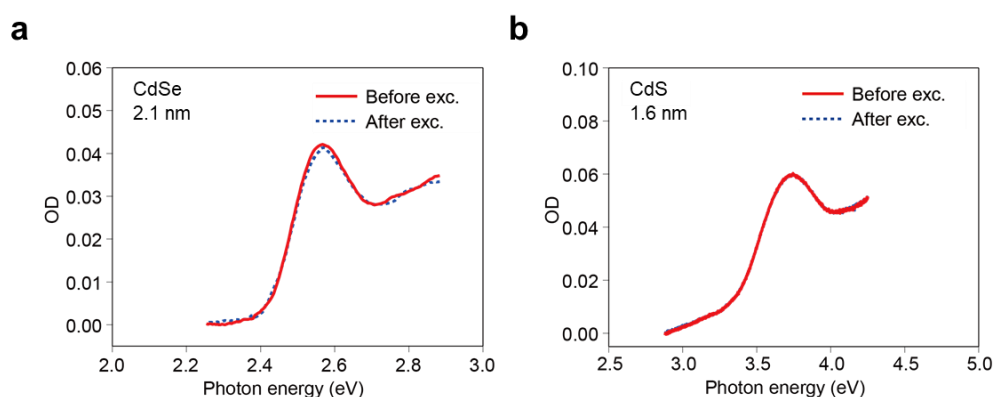 a
CdSe
2.1 nm
Before exc.
After exc.
0.06
0.05
0.04
0.03
0.02
0.01
0.00
OD
2.0 2.2 2.4 2.6 2.8 3.0
Photon energy (eV)
b
CdS
1.6 nm
Before exc.
After exc.
0.10
0.08
0.06
0.04
0.02
0.00
OD
2.5 3.0 3.5 4.0 4.5 5.0
Photon energy (eV)